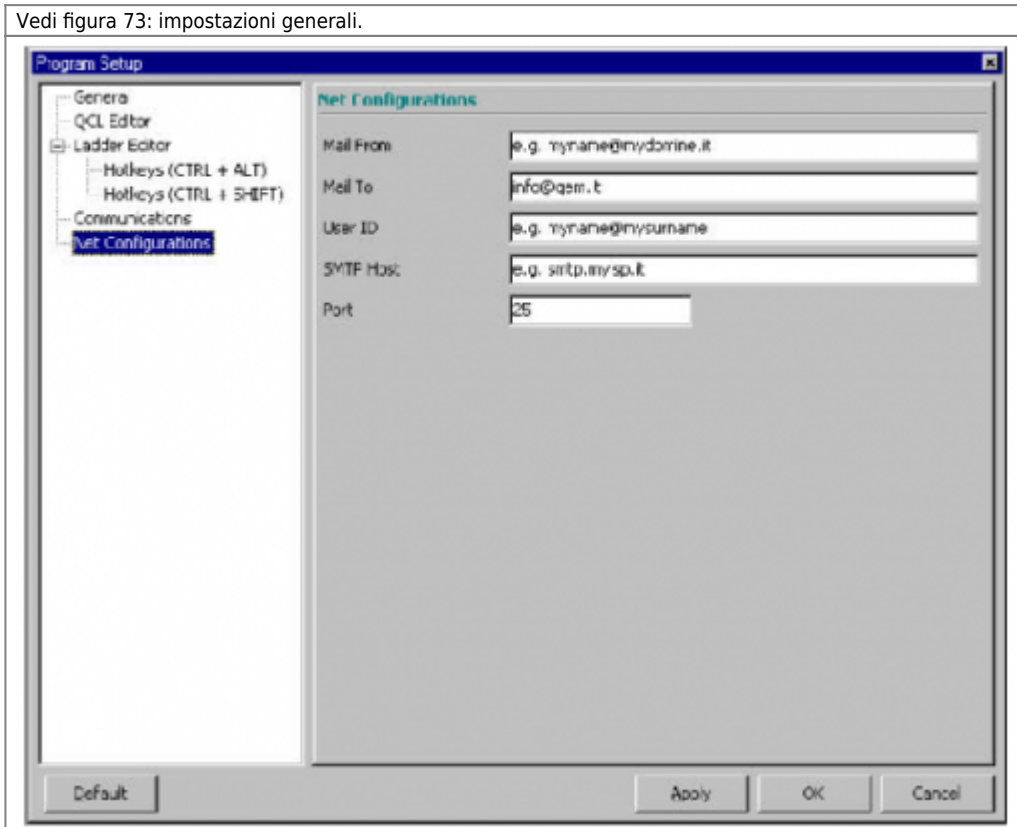 Vedi figura 73: impostazioni generali.
Program Setup
General
QCL Editor
Ladder Editor
Hotkeys (CTRL + ALT)
Hotkeys (CTRL + SHIFT)
Communications
Net Configurations
Net Configurations
Mail From
e.g. myname@mydomine.it
Mail To
info@qem.it
User ID
e.g. myname@mysurname
SMTP Host
e.g. smtp.myisp.it
Port
25
Default
Apply
OK
Cancel